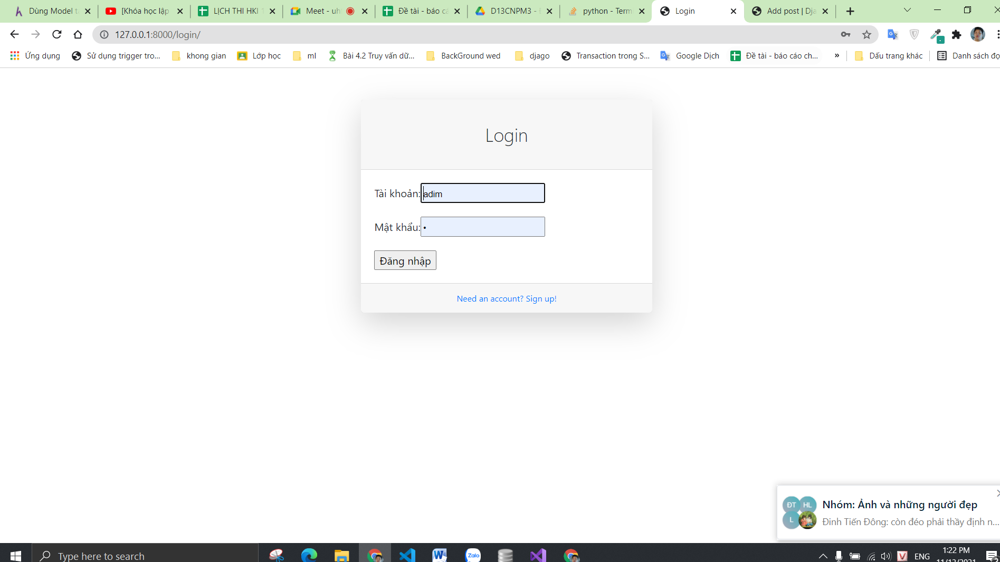 Dùng Model t
[Khóa học lập
LỊCH THI HKI 1
Meet - uh
Đề tài - báo cá
D13CNPM3 -
python - Term
Login
Add post | Dja
127.0.0.1:8000/login/
Ứng dụng
Sử dụng trigger tro...
khong gian
Lớp học
ml
Bài 4.2 Truy vấn dữ...
BackGround wed
djago
Transaction trong S...
Google Dịch
Đề tài - báo cáo ch...
»
Dấu trang khác
Danh sách đọ
Login
Tài khoản:
adim
Mật khẩu:
•
Đăng nhập
Need an account? Sign up!
ĐT HL
L
Nhóm: Ảnh và những người đẹp
Đinh Tiến Đông: còn đéo phải thầy định n...
Type here to search
Zalo
V
ENG
1:22 PM